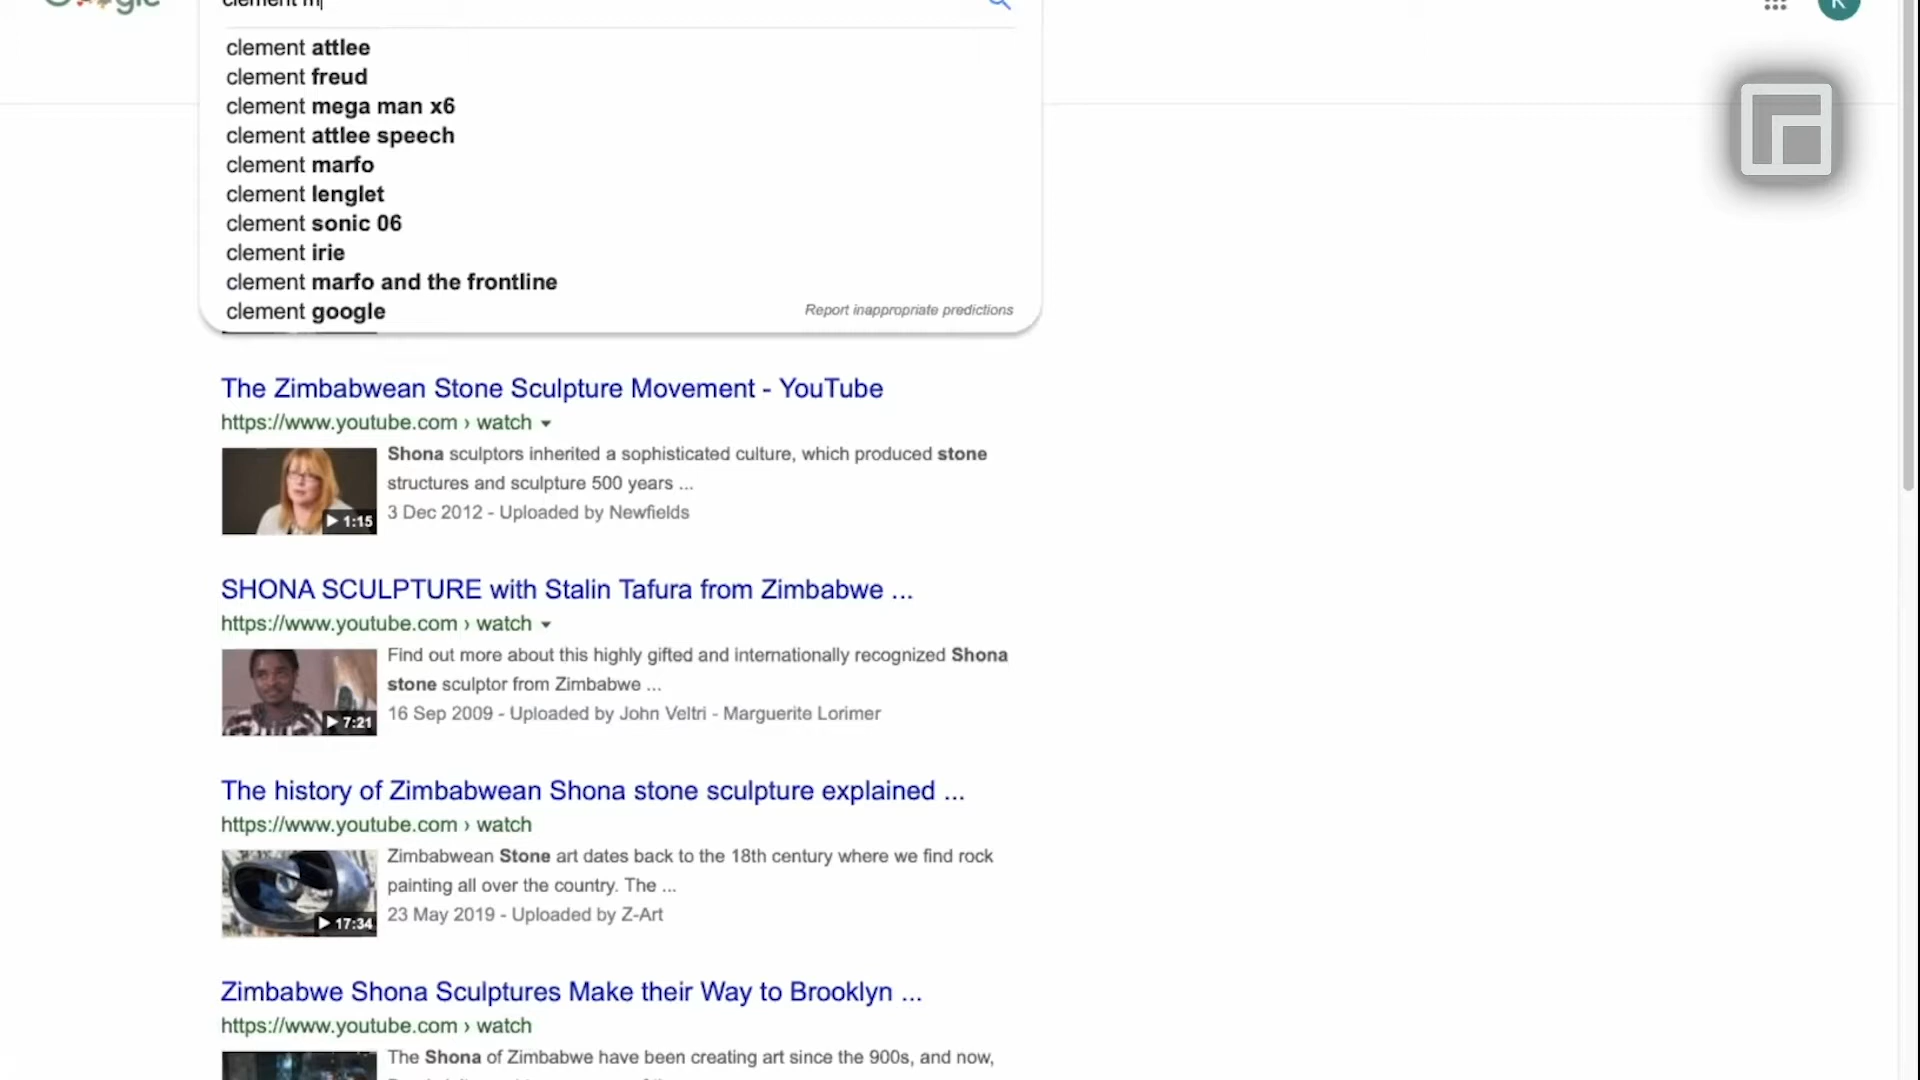 Google
clement m
clement attlee
clement freud
clement mega man x6
clement attlee speech
clement marfo
clement lenglet
clement sonic 06
clement irie
clement marfo and the frontline
clement google
Report inappropriate predictions
The Zimbabwean Stone Sculpture Movement - YouTube
https://www.youtube.com › watch
Shona sculptors inherited a sophisticated culture, which produced stone
structures and sculpture 500 years ...
1:15
3 Dec 2012 - Uploaded by Newfields
SHONA SCULPTURE with Stalin Tafura from Zimbabwe ...
https://www.youtube.com › watch
Find out more about this highly gifted and internationally recognized Shona
stone sculptor from Zimbabwe ...
7:21
16 Sep 2009 - Uploaded by John Veltri - Marguerite Lorimer
The history of Zimbabwean Shona stone sculpture explained ...
https://www.youtube.com › watch
Zimbabwean Stone art dates back to the 18th century where we find rock
painting all over the country. The ...
17:34
23 May 2019 - Uploaded by Z-Art
Zimbabwe Shona Sculptures Make their Way to Brooklyn ...
https://www.youtube.com › watch
The Shona of Zimbabwe have been creating art since the 900s, and now,